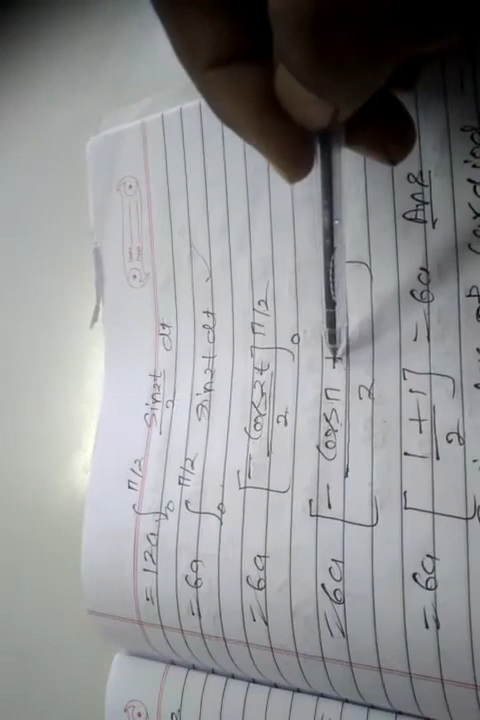 = 12a ∫₀^π/2 sin2t/2 dt
= 6a ∫₀^π/2 sin2t dt
= 6a [- cos2t/2]₀^π/2
= 6a [- cosπ + /2]
= 6a [1+1/2] = 6a Ans